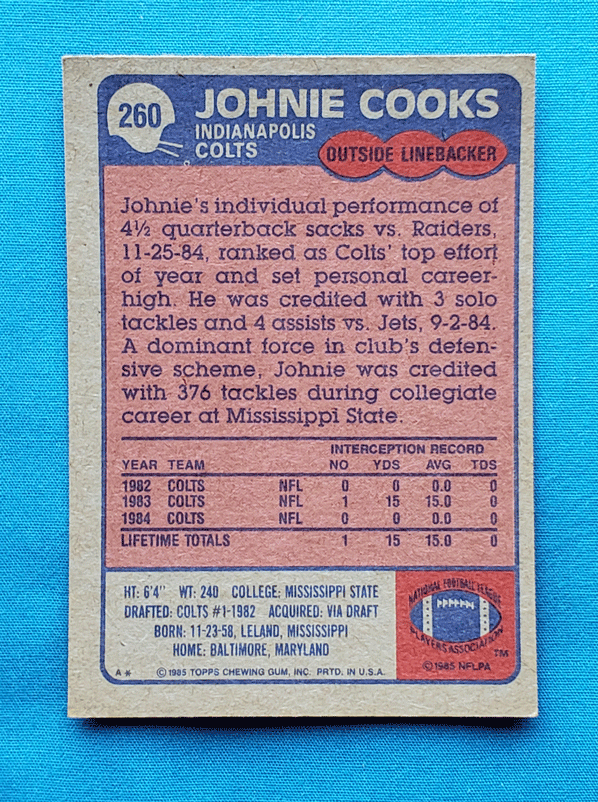 260
JOHNIE COOKS
INDIANAPOLIS
COLTS
OUTSIDE LINEBACKER
Johnie's individual performance of
4½ quarterback sacks vs. Raiders,
11-25-84, ranked as Colts' top effort
of year and set personal career-
high. He was credited with 3 solo
tackles and 4 assists vs. Jets, 9-2-84.
A dominant force in club's defen-
sive scheme, Johnie was credited
with 376 tackles during collegiate
career at Mississippi State.
INTERCEPTION RECORD
YEAR TEAM NO YDS AVG TDS
1982 COLTS NFL 0 0 0.0 0
1983 COLTS NFL 1 15 15.0 0
1984 COLTS NFL 0 0 0.0 0
LIFETIME TOTALS 1 15 15.0 0
HT: 6'4" WT: 240 COLLEGE: MISSISSIPPI STATE
DRAFTED: COLTS #1-1982 ACQUIRED: VIA DRAFT
BORN: 11-23-58, LELAND, MISSISSIPPI
HOME: BALTIMORE, MARYLAND
A* © 1985 TOPPS CHEWING GUM, INC. PRTD. IN U.S.A.
NATIONAL FOOTBALL LEAGUE
PLAYERS ASSOCIATION
TM
© 1985 NFLPA